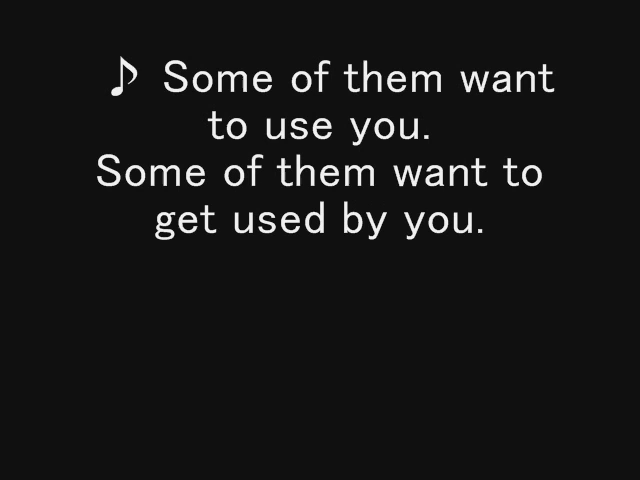 ♪ Some of them want
to use you.
Some of them want to
get used by you.